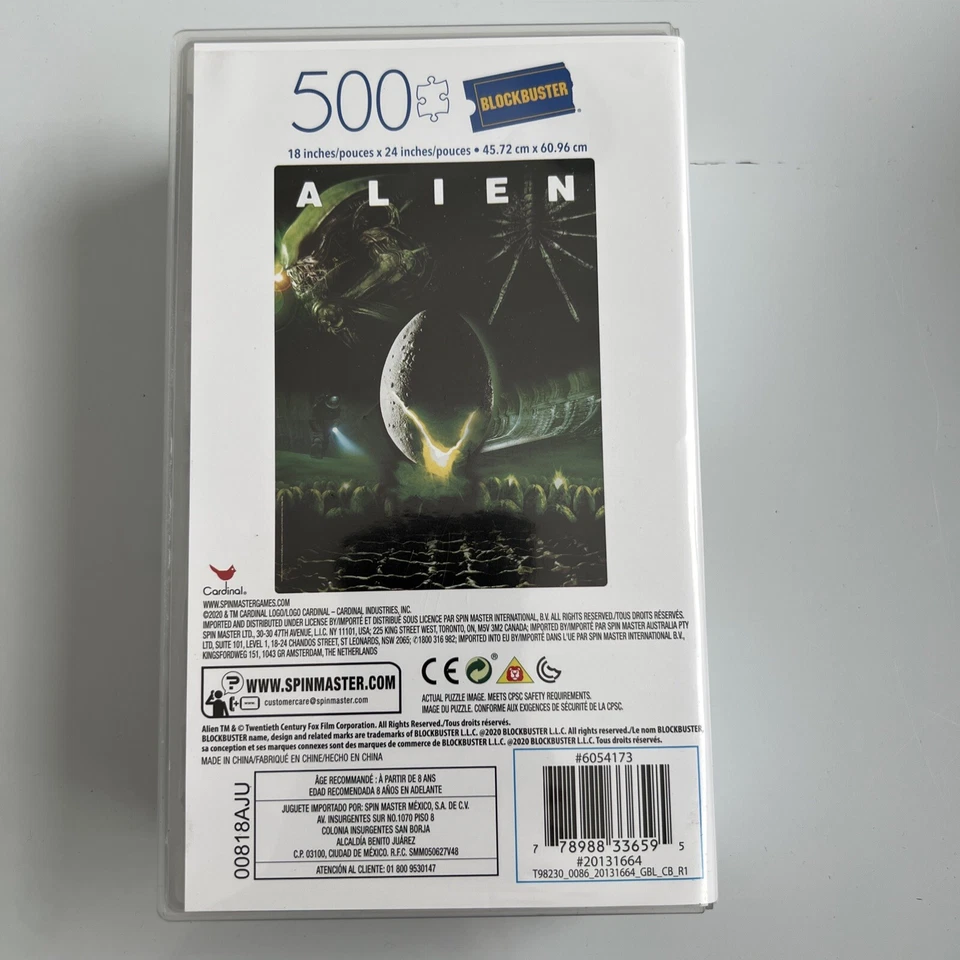 500
BLOCKBUSTER
18 inches/pouces x 24 inches/pouces • 45.72 cm x 60.96 cm
ALIEN
Cardinal®
WWW.SPINMASTERGAMES.COM
©2020 & TM CARDINAL LOGO/LOGO CARDINAL – CARDINAL INDUSTRIES, INC.
IMPORTED AND DISTRIBUTED UNDER LICENSE BY/IMPORTÉ ET DISTRIBUÉ SOUS LICENCE PAR SPIN MASTER INTERNATIONAL, B.V. ALL RIGHTS RESERVED./TOUS DROITS RÉSERVÉS.
SPIN MASTER LTD., 30-30 47TH AVENUE, L.I.C. NY 11101, USA; 225 KING STREET WEST, TORONTO, ON, M5V 3M2 CANADA; IMPORTED BY/IMPORTÉ PAR SPIN MASTER AUSTRALIA PTY
LTD, SUITE 101, LEVEL 1, 18-24 CHANDOS STREET, ST LEONARDS, NSW 2065; ✆1800 316 982; IMPORTED INTO EU BY/IMPORTÉ DANS L'UE PAR SPIN MASTER INTERNATIONAL B.V.,
KINGSFORDWEG 151, 1043 GR AMSTERDAM, THE NETHERLANDS
WWW.SPINMASTER.COM
customercare@spinmaster.com
CE
ACTUAL PUZZLE IMAGE. MEETS CPSC SAFETY REQUIREMENTS.
IMAGE DU PUZZLE. CONFORME AUX EXIGENCES DE SÉCURITÉ DE LA CPSC.
Alien TM & © Twentieth Century Fox Film Corporation. All Rights Reserved./Tous droits réservés.
BLOCKBUSTER name, design and related marks are trademarks of BLOCKBUSTER L.L.C. @2020 BLOCKBUSTER L.L.C. All rights reserved./Le nom BLOCKBUSTER,
sa conception et ses marques connexes sont des marques de commerce de BLOCKBUSTER L.L.C. @2020 BLOCKBUSTER L.L.C. Tous droits réservés.
MADE IN CHINA/FABRIQUÉ EN CHINE/HECHO EN CHINA
00818AJU
ÂGE RECOMMANDÉ : À PARTIR DE 8 ANS
EDAD RECOMENDADA 8 AÑOS EN ADELANTE
JUGUETE IMPORTADO POR: SPIN MASTER MÉXICO, S.A. DE C.V.
AV. INSURGENTES SUR NO.1070 PISO 8
COLONIA INSURGENTES SAN BORJA
ALCALDÍA BENITO JUÁREZ
C.P. 03100, CIUDAD DE MÉXICO. R.F.C. SMM050627V48
ATENCIÓN AL CLIENTE: 01 800 9530147
#6054173
7 78988 33659 5
#20131664
T98230_0086_20131664_GBL_CB_R1